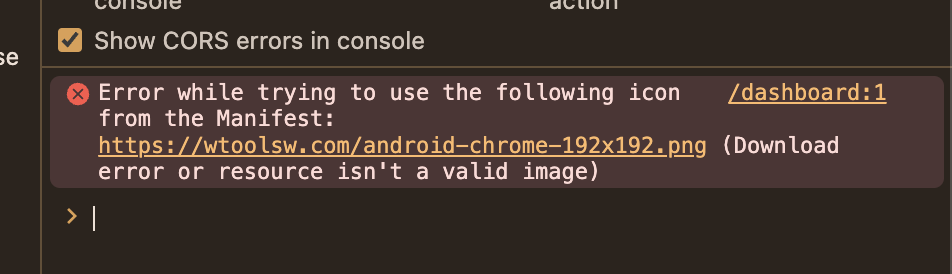 console
action
Show CORS errors in console
se
Error while trying to use the following icon /dashboard:1
from the Manifest:
https://wtoolsw.com/android-chrome-192x192.png (Download
error or resource isn't a valid image)